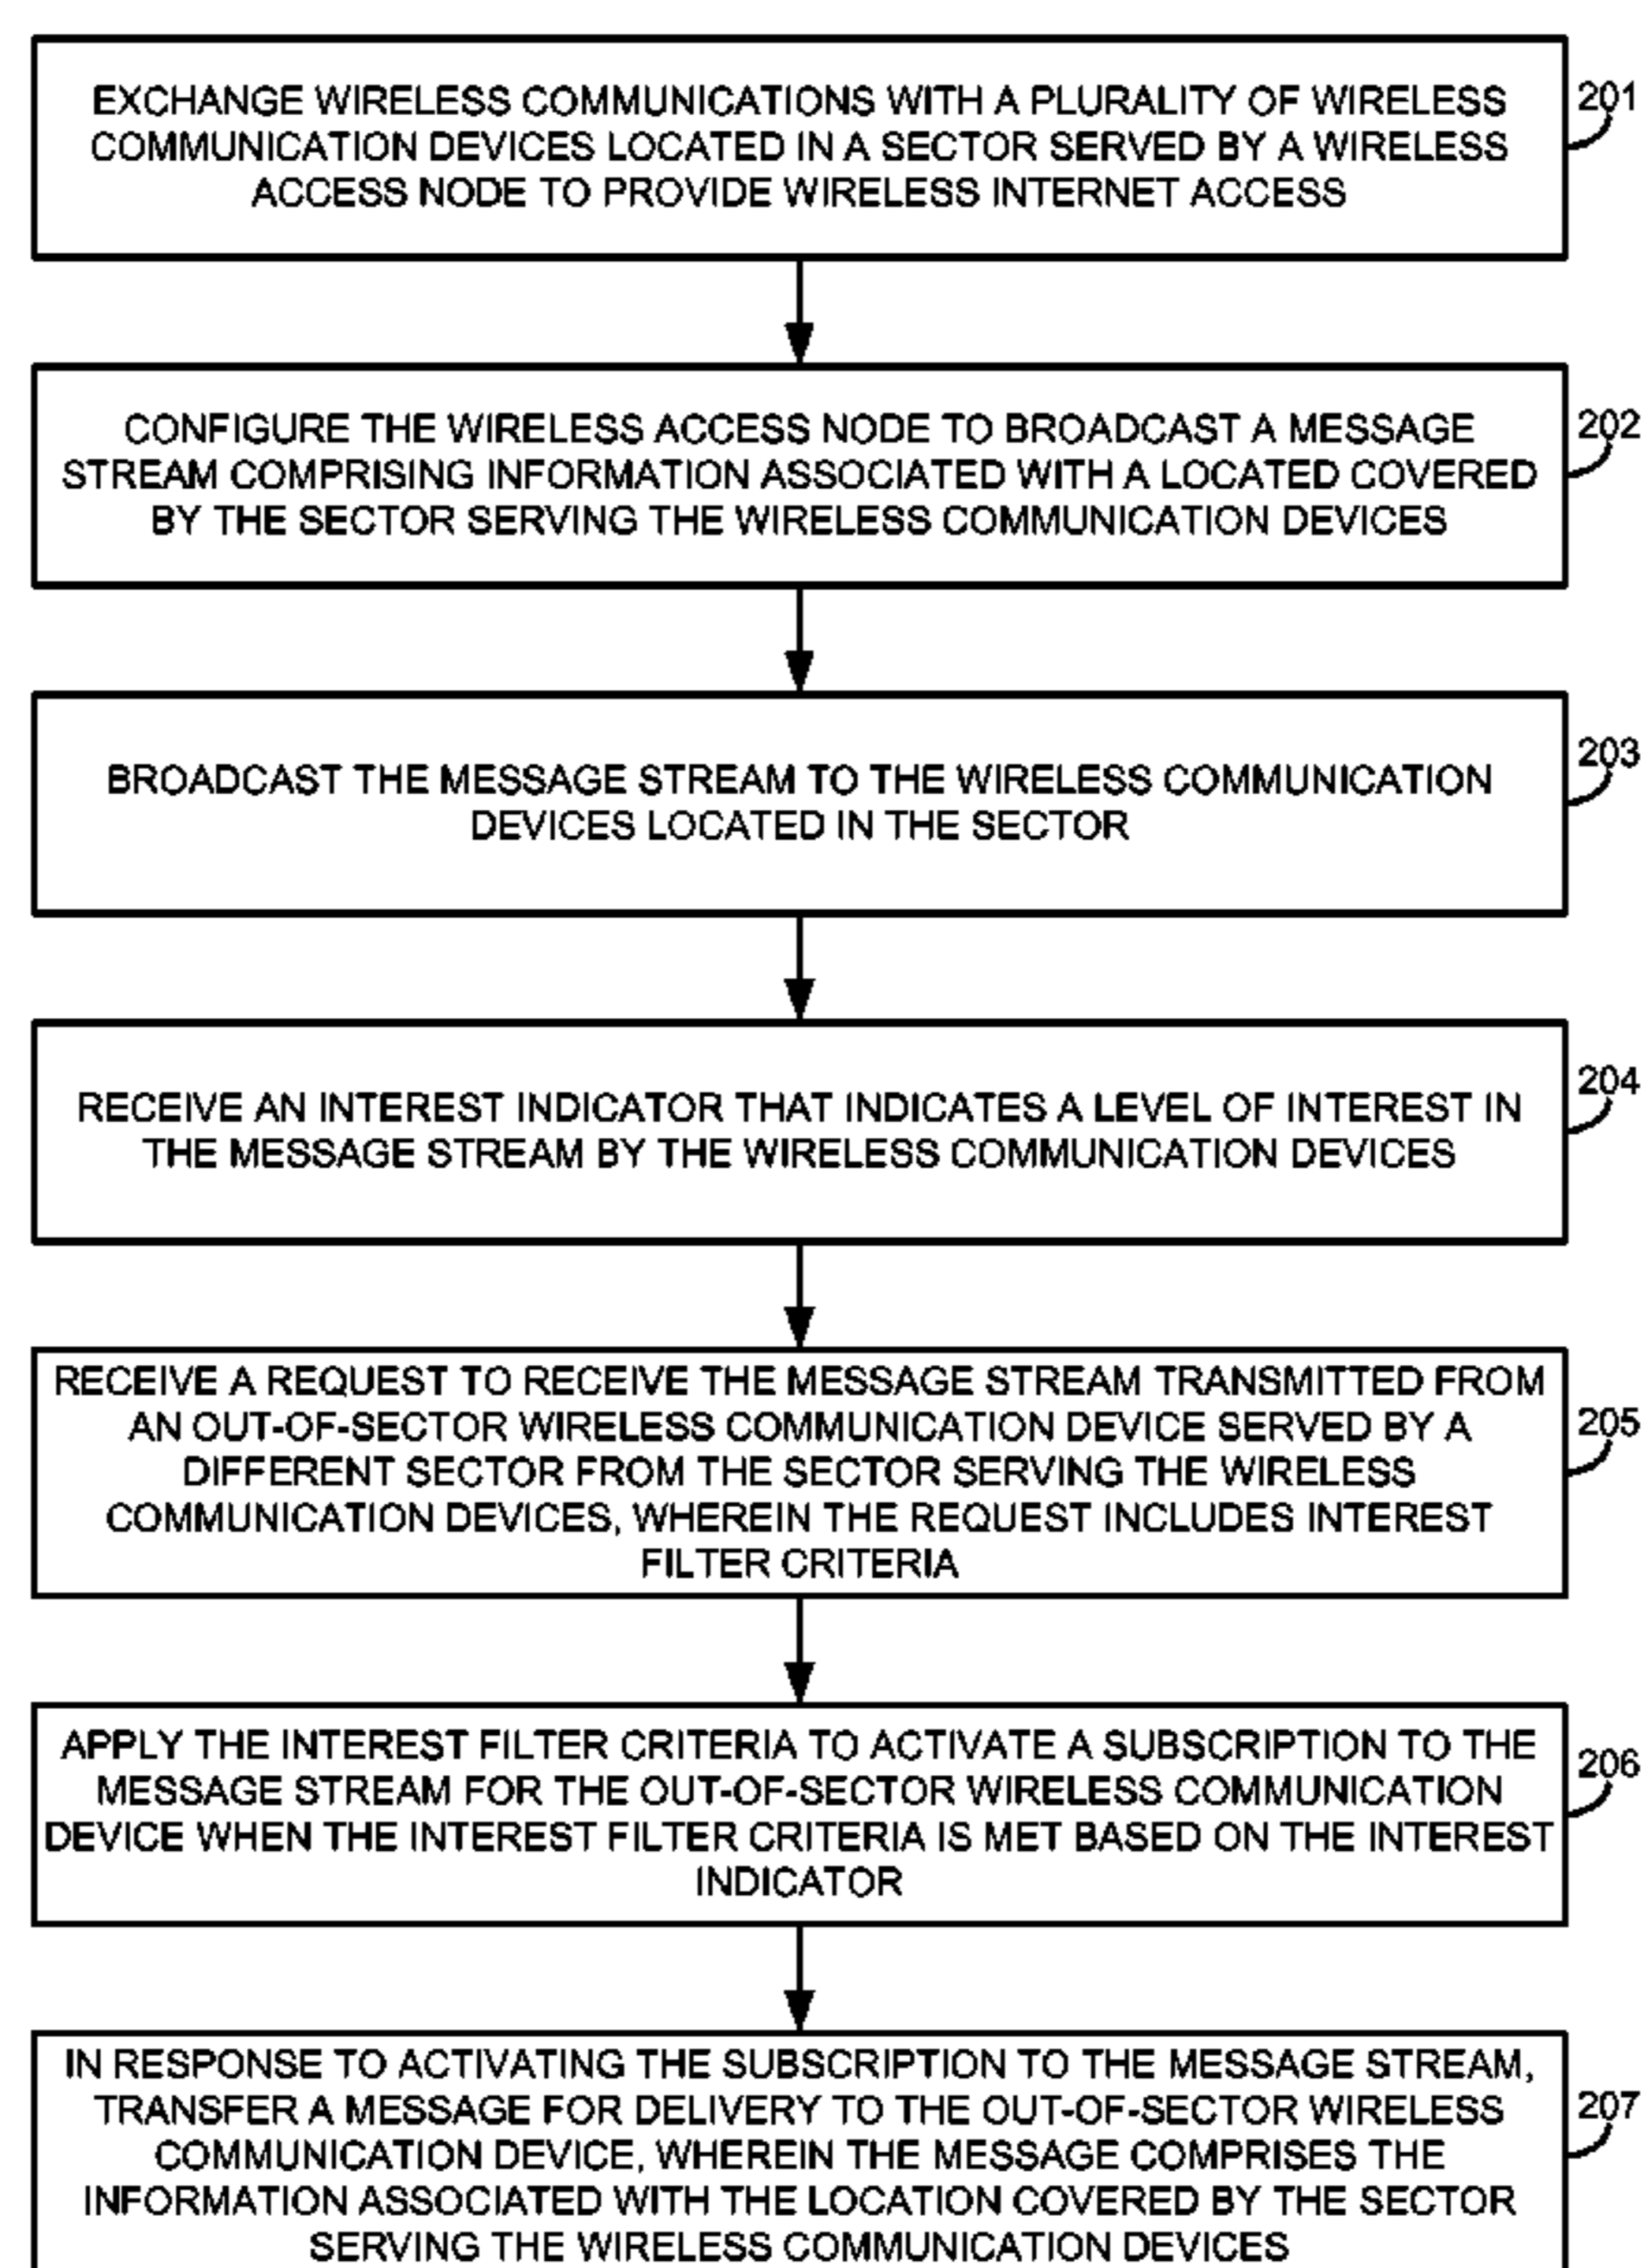 EXCHANGE WIRELESS COMMUNICATIONS WITH A PLURALITY OF WIRELESS
COMMUNICATION DEVICES LOCATED IN A SECTOR SERVED BY A WIRELESS
ACCESS NODE TO PROVIDE WIRELESS INTERNET ACCESS
201
CONFIGURE THE WIRELESS ACCESS NODE TO BROADCAST A MESSAGE
STREAM COMPRISING INFORMATION ASSOCIATED WITH A LOCATED COVERED
BY THE SECTOR SERVING THE WIRELESS COMMUNICATION DEVICES
202
BROADCAST THE MESSAGE STREAM TO THE WIRELESS COMMUNICATION
DEVICES LOCATED IN THE SECTOR
203
RECEIVE AN INTEREST INDICATOR THAT INDICATES A LEVEL OF INTEREST IN
THE MESSAGE STREAM BY THE WIRELESS COMMUNICATION DEVICES
204
RECEIVE A REQUEST TO RECEIVE THE MESSAGE STREAM TRANSMITTED FROM
AN OUT-OF-SECTOR WIRELESS COMMUNICATION DEVICE SERVED BY A
DIFFERENT SECTOR FROM THE SECTOR SERVING THE WIRELESS
COMMUNICATION DEVICES, WHEREIN THE REQUEST INCLUDES INTEREST
FILTER CRITERIA
205
APPLY THE INTEREST FILTER CRITERIA TO ACTIVATE A SUBSCRIPTION TO THE
MESSAGE STREAM FOR THE OUT-OF-SECTOR WIRELESS COMMUNICATION
DEVICE WHEN THE INTEREST FILTER CRITERIA IS MET BASED ON THE INTEREST
INDICATOR
206
IN RESPONSE TO ACTIVATING THE SUBSCRIPTION TO THE MESSAGE STREAM,
TRANSFER A MESSAGE FOR DELIVERY TO THE OUT-OF-SECTOR WIRELESS
COMMUNICATION DEVICE, WHEREIN THE MESSAGE COMPRISES THE
INFORMATION ASSOCIATED WITH THE LOCATION COVERED BY THE SECTOR
SERVING THE WIRELESS COMMUNICATION DEVICES
207